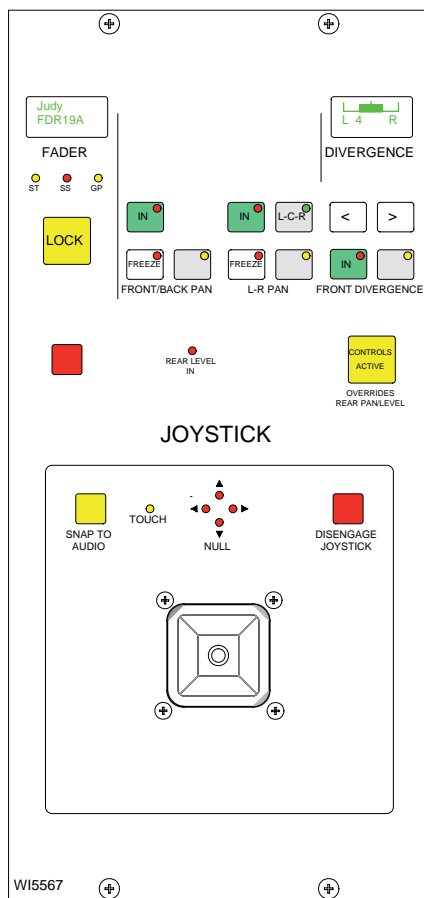 Judy
FDR19A
L 4 R
FADER
DIVERGENCE
ST SS GP
LOCK
IN
IN
L-C-R
<
>
FREEZE
FREEZE
IN
FRONT/BACK PAN
L-R PAN
FRONT DIVERGENCE
REAR LEVEL
IN
CONTROLS
ACTIVE
OVERRIDES
REAR PAN/LEVEL
JOYSTICK
SNAP TO
AUDIO
TOUCH
NULL
DISENGAGE
JOYSTICK
WI5567